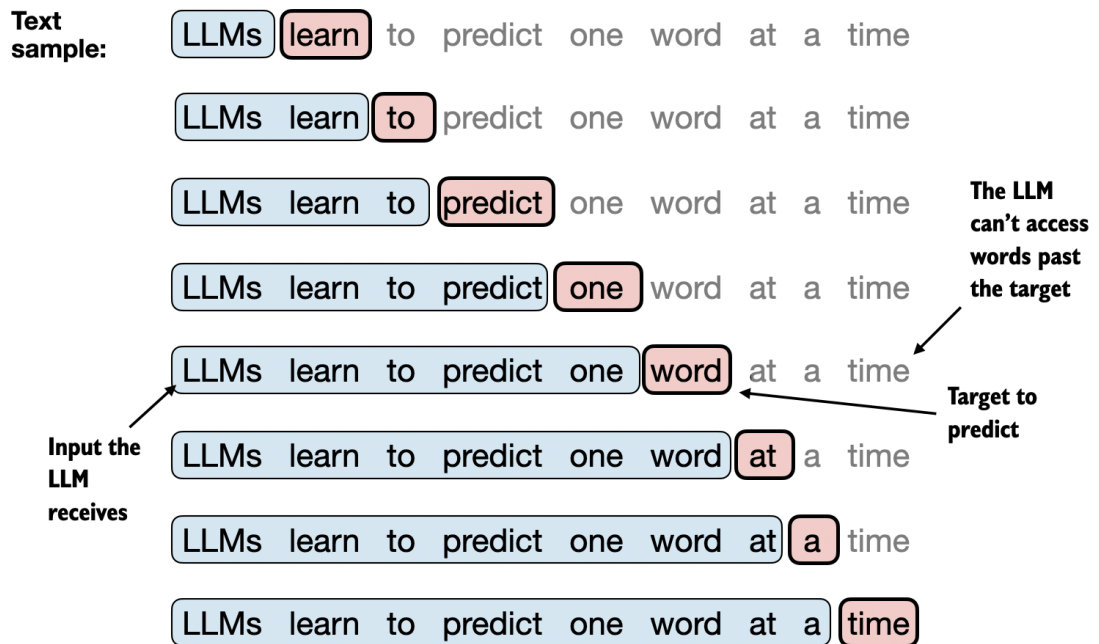 Text
sample:
LLMs learn to predict one word at a time
LLMs learn to predict one word at a time
LLMs learn to predict one word at a time
LLMs learn to predict one word at a time
LLMs learn to predict one word at a time
LLMs learn to predict one word at a time
LLMs learn to predict one word at a time
LLMs learn to predict one word at a time
The LLM
can’t access
words past
the target
Target to
predict
Input the
LLM
receives